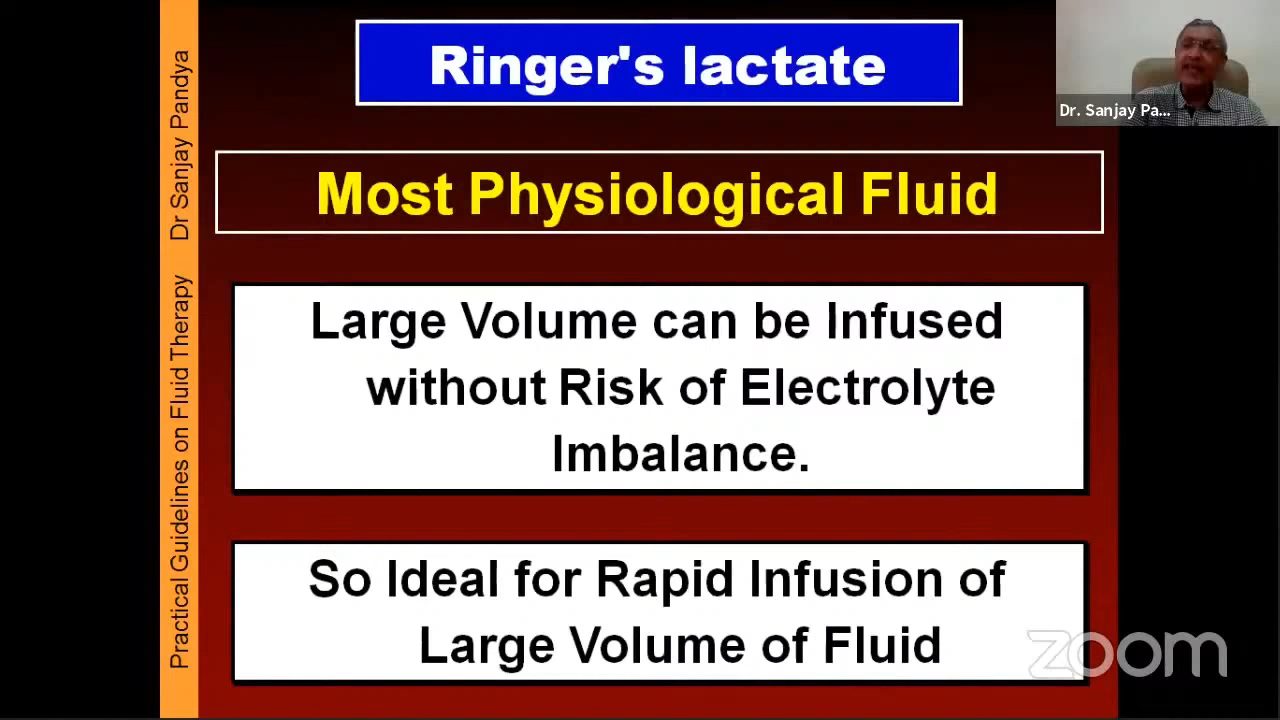 Ringer's lactate
Dr. Sanjay Pa...
Most Physiological Fluid
Large Volume can be Infused
without Risk of Electrolyte
Imbalance.
So Ideal for Rapid Infusion of
Large Volume of Fluid
Practical Guidelines on Fluid Therapy Dr Sanjay Pandya
zoom